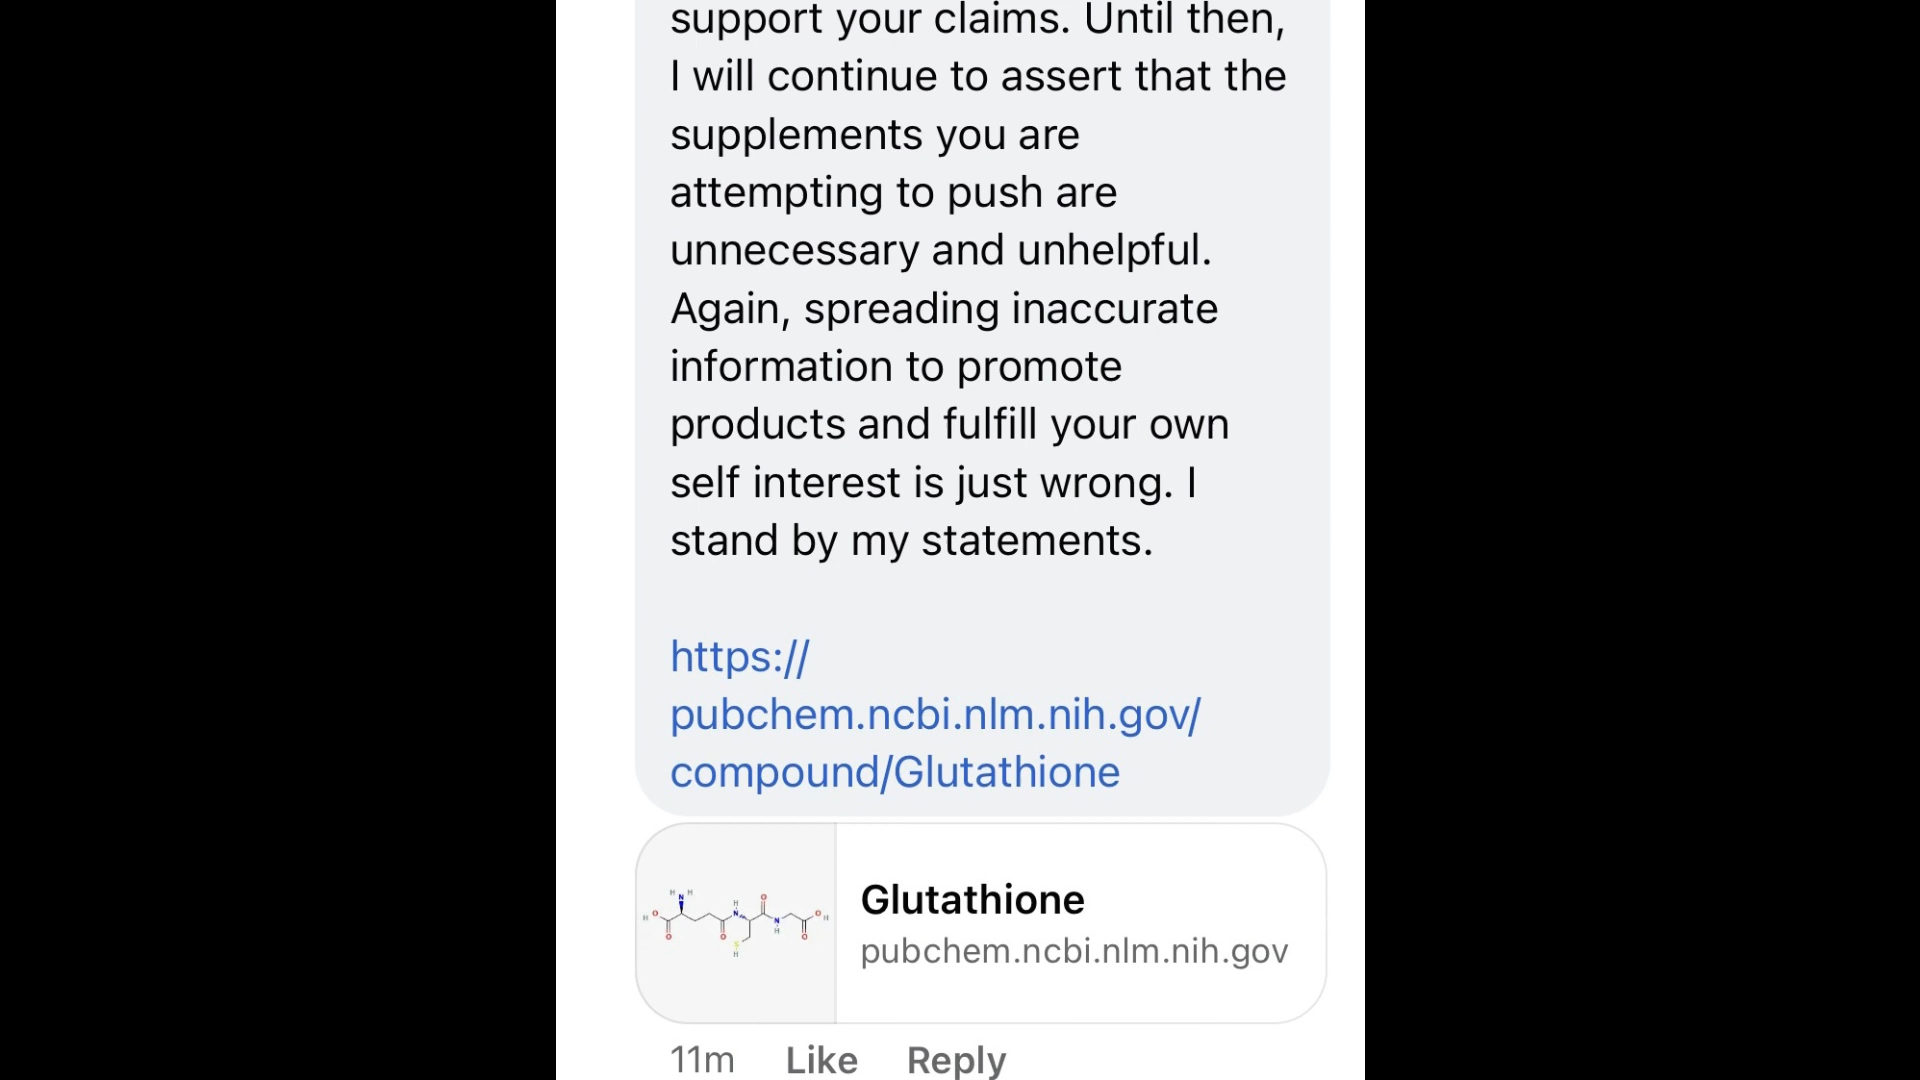 support your claims. Until then,
I will continue to assert that the
supplements you are
attempting to push are
unnecessary and unhelpful.
Again, spreading inaccurate
information to promote
products and fulfill your own
self interest is just wrong. I
stand by my statements.
https://
pubchem.ncbi.nlm.nih.gov/
compound/Glutathione
H H
N
H O O N H O N H O H
O O S H O
Glutathione
pubchem.ncbi.nlm.nih.gov
11m Like Reply